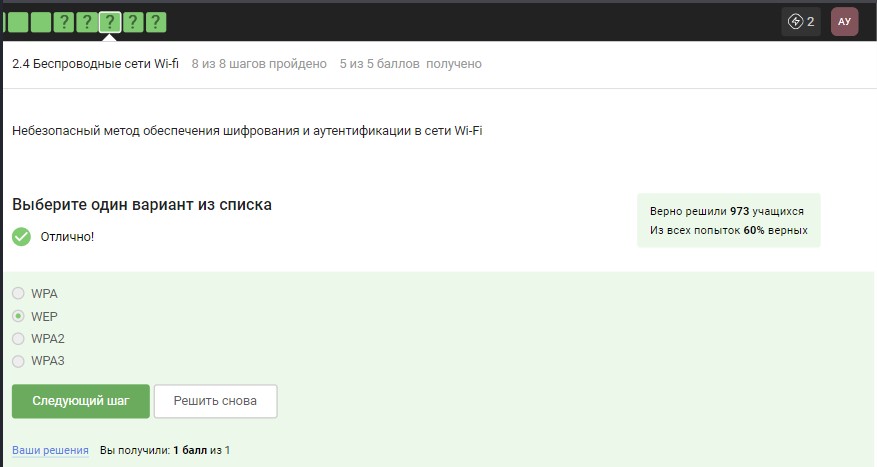 ? ? ? ? ? 2 АУ
2.4 Беспроводные сети Wi-fi 8 из 8 шагов пройдено 5 из 5 баллов получено
Небезопасный метод обеспечения шифрования и аутентификации в сети Wi-Fi
Выберите один вариант из списка
Отлично!
Верно решили 973 учащихся
Из всех попыток 60% верных
WPA
WEP
WPA2
WPA3
Следующий шаг Решить снова
Ваши решения Вы получили: 1 балл из 1